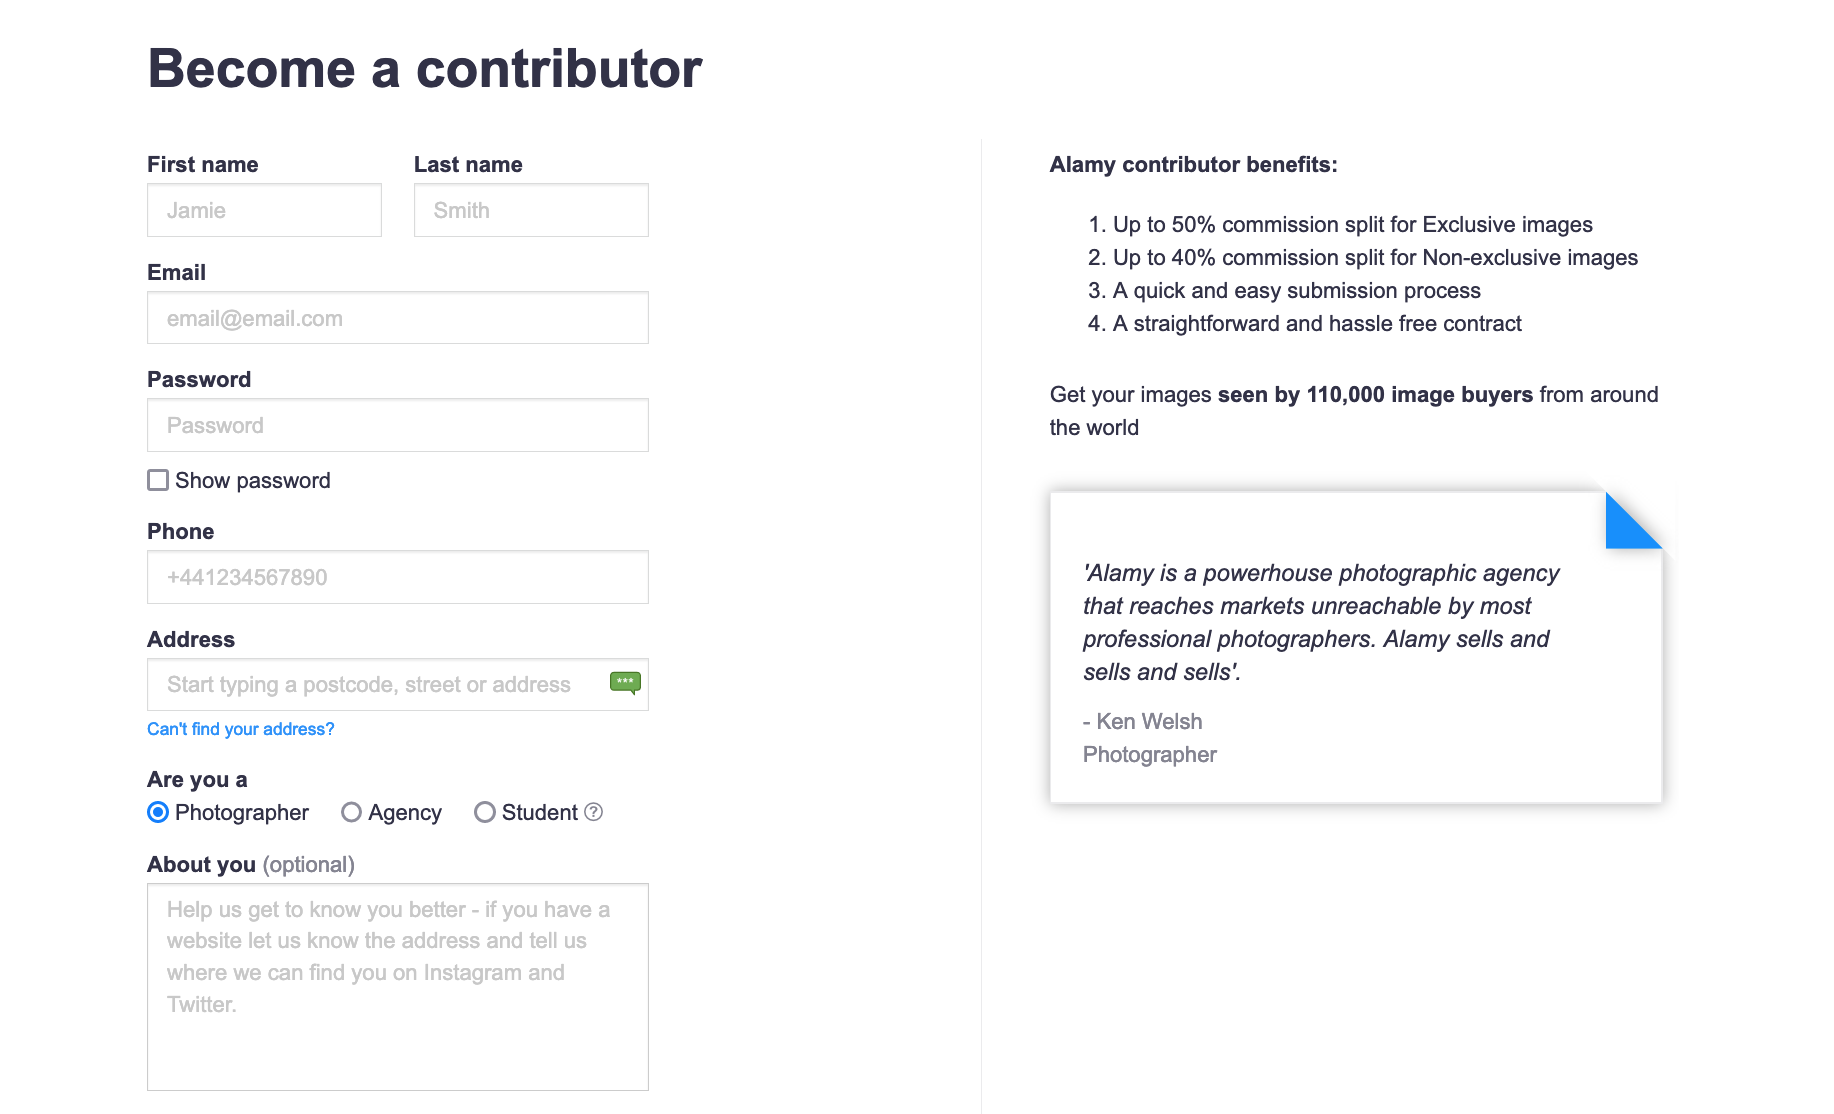 Become a contributor
First name
Last name
Jamie
Smith
Email
email@email.com
Password
Password
Show password
Phone
+441234567890
Address
Start typing a postcode, street or address
***
Can't find your address?
Are you a
Photographer
Agency
Student ?
About you (optional)
Help us get to know you better - if you have a
website let us know the address and tell us
where we can find you on Instagram and
Twitter.
Alamy contributor benefits:
1. Up to 50% commission split for Exclusive images
2. Up to 40% commission split for Non-exclusive images
3. A quick and easy submission process
4. A straightforward and hassle free contract
Get your images seen by 110,000 image buyers from around
the world
'Alamy is a powerhouse photographic agency
that reaches markets unreachable by most
professional photographers. Alamy sells and
sells and sells'.
- Ken Welsh
Photographer